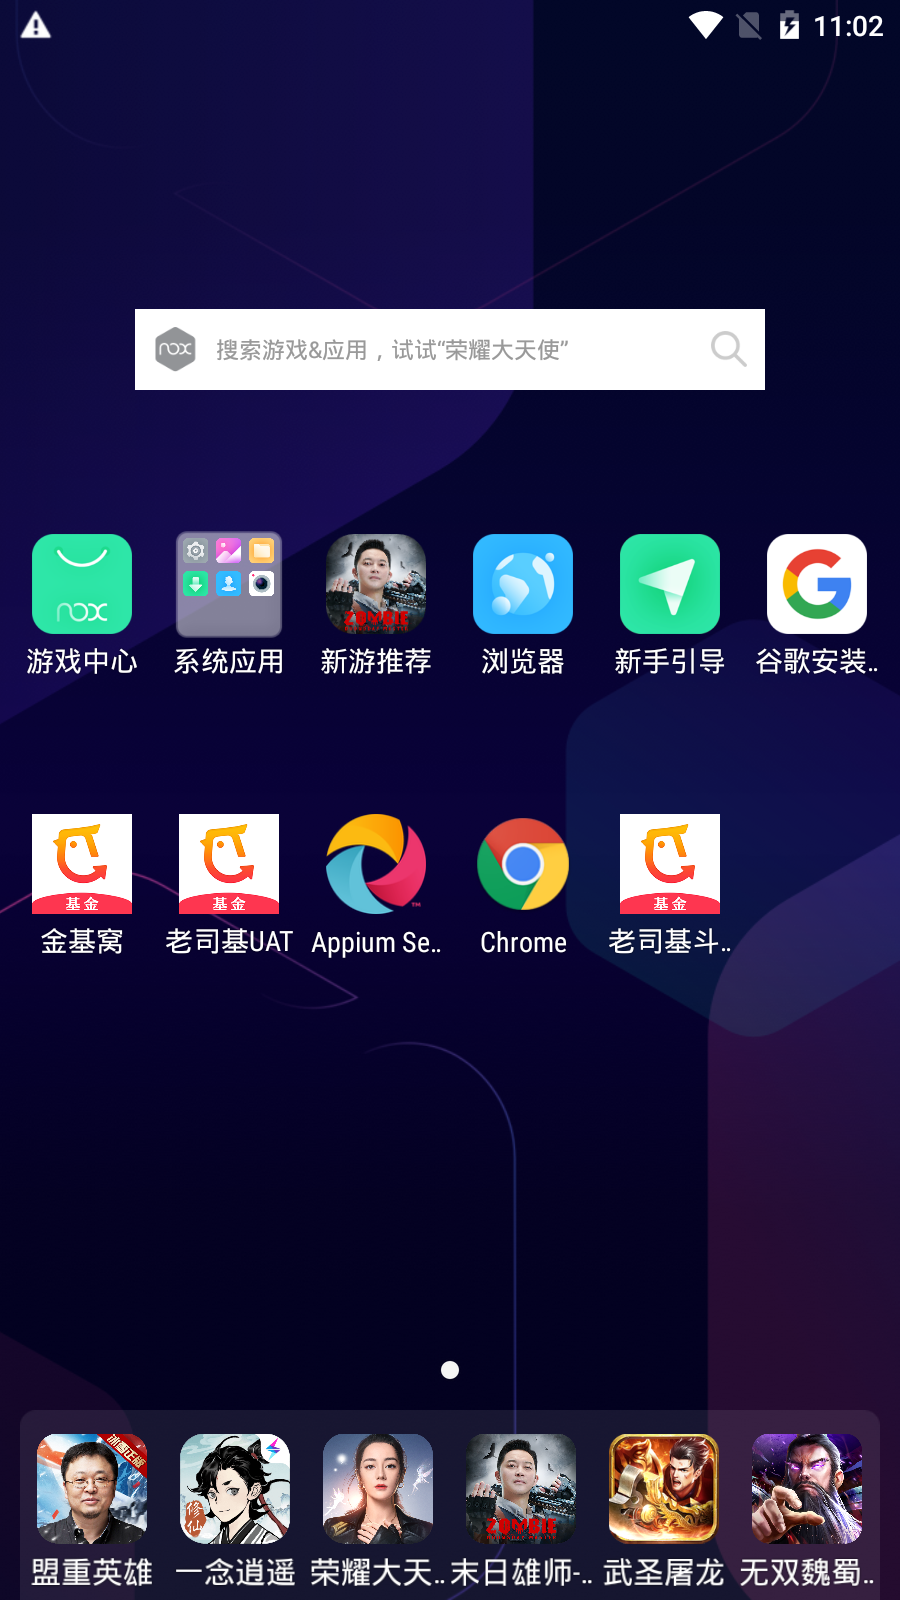 11:02
nox 搜索游戏&应用，试试“荣耀大天使”
nox
ZOMBIE
游戏中心 系统应用 新游推荐 浏览器 新手引导 谷歌安装..
基金 基金 基金
金基窝 老司基UAT Appium Se.. Chrome 老司基斗..
冰雪正版
修仙
ZOMBIE
盟重英雄 一念逍遥 荣耀大天.. 末日雄师-.. 武圣屠龙 无双魏蜀..